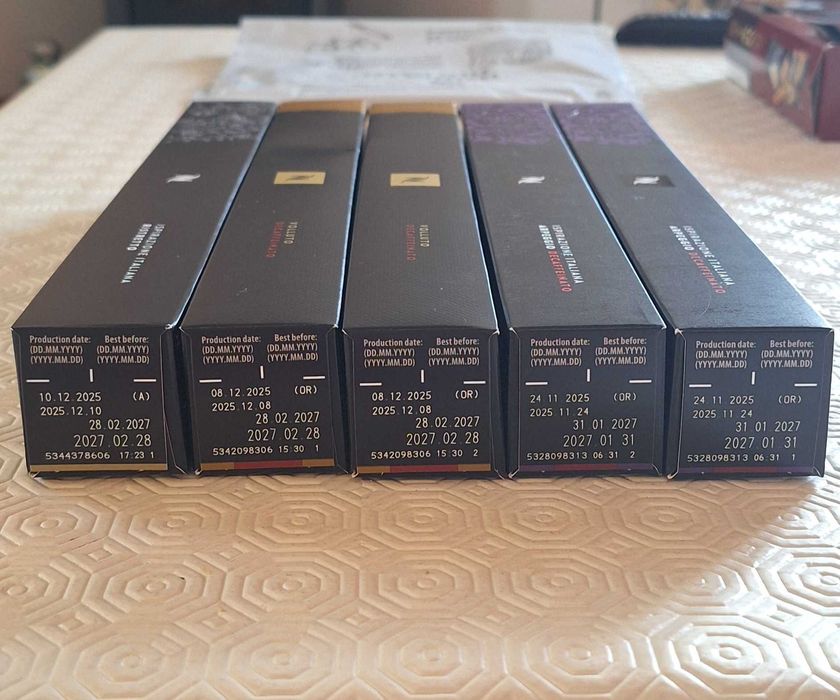 ISPIRAZIONE ITALIANA
RISTRETTO
VOLLUTO
DECAFFEINATO
VOLLUTO
DECAFFEINATO
ISPIRAZIONE ITALIANA
ARPEGGIO DECAFFEINATO
ISPIRAZIONE ITALIANA
ARPEGGIO DECAFFEINATO
Production date: Best before:
(DD.MM.YYYY) (DD.MM.YYYY)
(YYYY.MM.DD) (YYYY.MM.DD)
10.12.2025 (A)
2025.12.10
28.02.2027
2027.02.28
5344378606 17:23 1
Production date: Best before:
(DD.MM.YYYY) (DD.MM.YYYY)
(YYYY.MM.DD) (YYYY.MM.DD)
08.12.2025 (OR)
2025.12.08
28.02.2027
2027.02.28
5342098306 15:30 1
Production date: Best before:
(DD.MM.YYYY) (DD.MM.YYYY)
(YYYY.MM.DD) (YYYY.MM.DD)
08.12.2025 (OR)
2025.12.08
28.02.2027
2027.02.28
5342098306 15:30 2
Production date: Best before:
(DD.MM.YYYY) (DD.MM.YYYY)
(YYYY.MM.DD) (YYYY.MM.DD)
24 11 2025 (OR)
2025 11 24
31 01 2027
2027 01 31
5328098313 06 31 2
Production date: Best before:
(DD.MM.YYYY) (DD.MM.YYYY)
(YYYY.MM.DD) (YYYY.MM.DD)
24 11 2025 (OR)
2025 11 24
31 01 2027
2027 01 31
5328098313 06:31 1